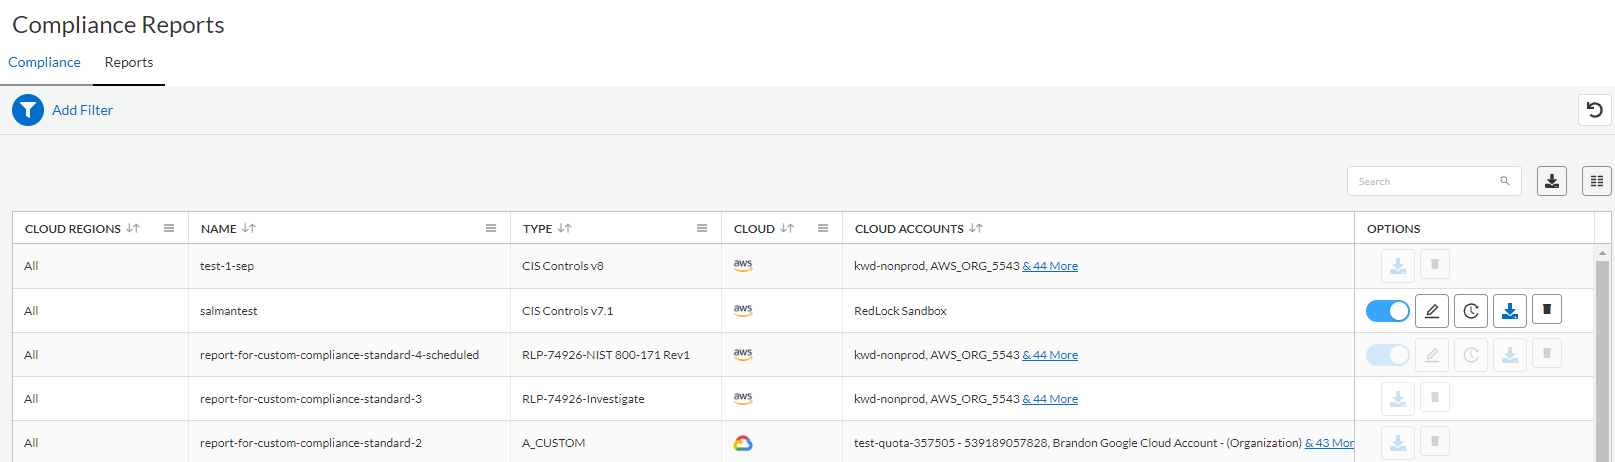 Compliance Reports
Compliance Reports
Add Filter
Search
CLOUD REGIONS NAME TYPE CLOUD CLOUD ACCOUNTS OPTIONS
All test-1-sep CIS Controls v8 aws kwd-nonprod, AWS_ORG_5543 & 44 More
All salmantest CIS Controls v7.1 aws RedLock Sandbox
All report-for-custom-compliance-standard-4-scheduled RLP-74926-NIST 800-171 Rev1 aws kwd-nonprod, AWS_ORG_5543 & 44 More
All report-for-custom-compliance-standard-3 RLP-74926-Investigate aws kwd-nonprod, AWS_ORG_5543 & 44 More
All report-for-custom-compliance-standard-2 A_CUSTOM test-quota-357505 - 539189057828, Brandon Google Cloud Account - (Organization) & 43 Mor